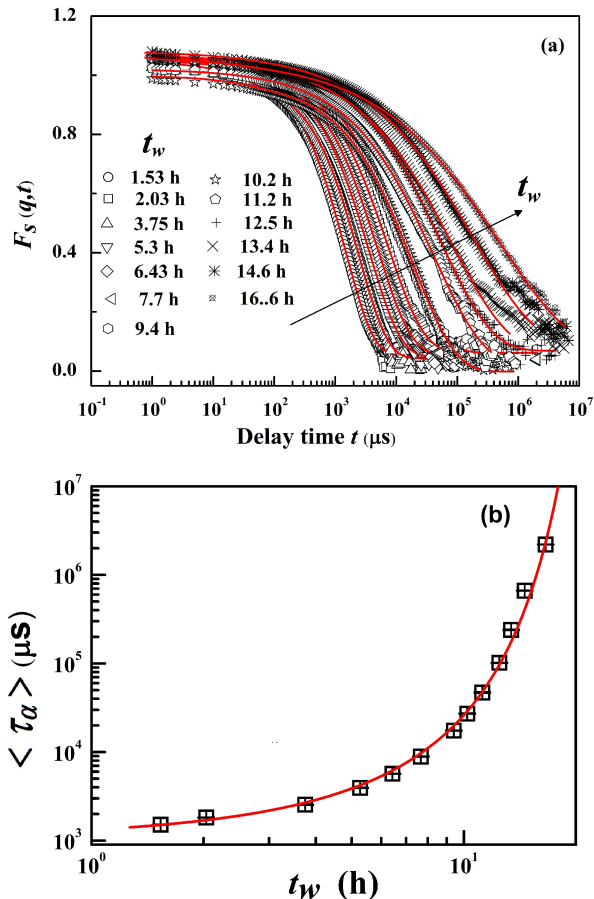 1.2
(a)
0.8
F_S (q,t)
0.4
0.0
t_w
1.53 h
10.2 h
2.03 h
11.2 h
3.75 h
12.5 h
5.3 h
13.4 h
6.43 h
14.6 h
7.7 h
16..6 h
9.4 h
t_w
10^-1 10^0 10^1 10^2 10^3 10^4 10^5 10^6 10^7
Delay time t (μs)
(b)
10^7
10^6
10^5
10^4
10^3
< τ_α > (μs)
10^0 10^1
t_w (h)